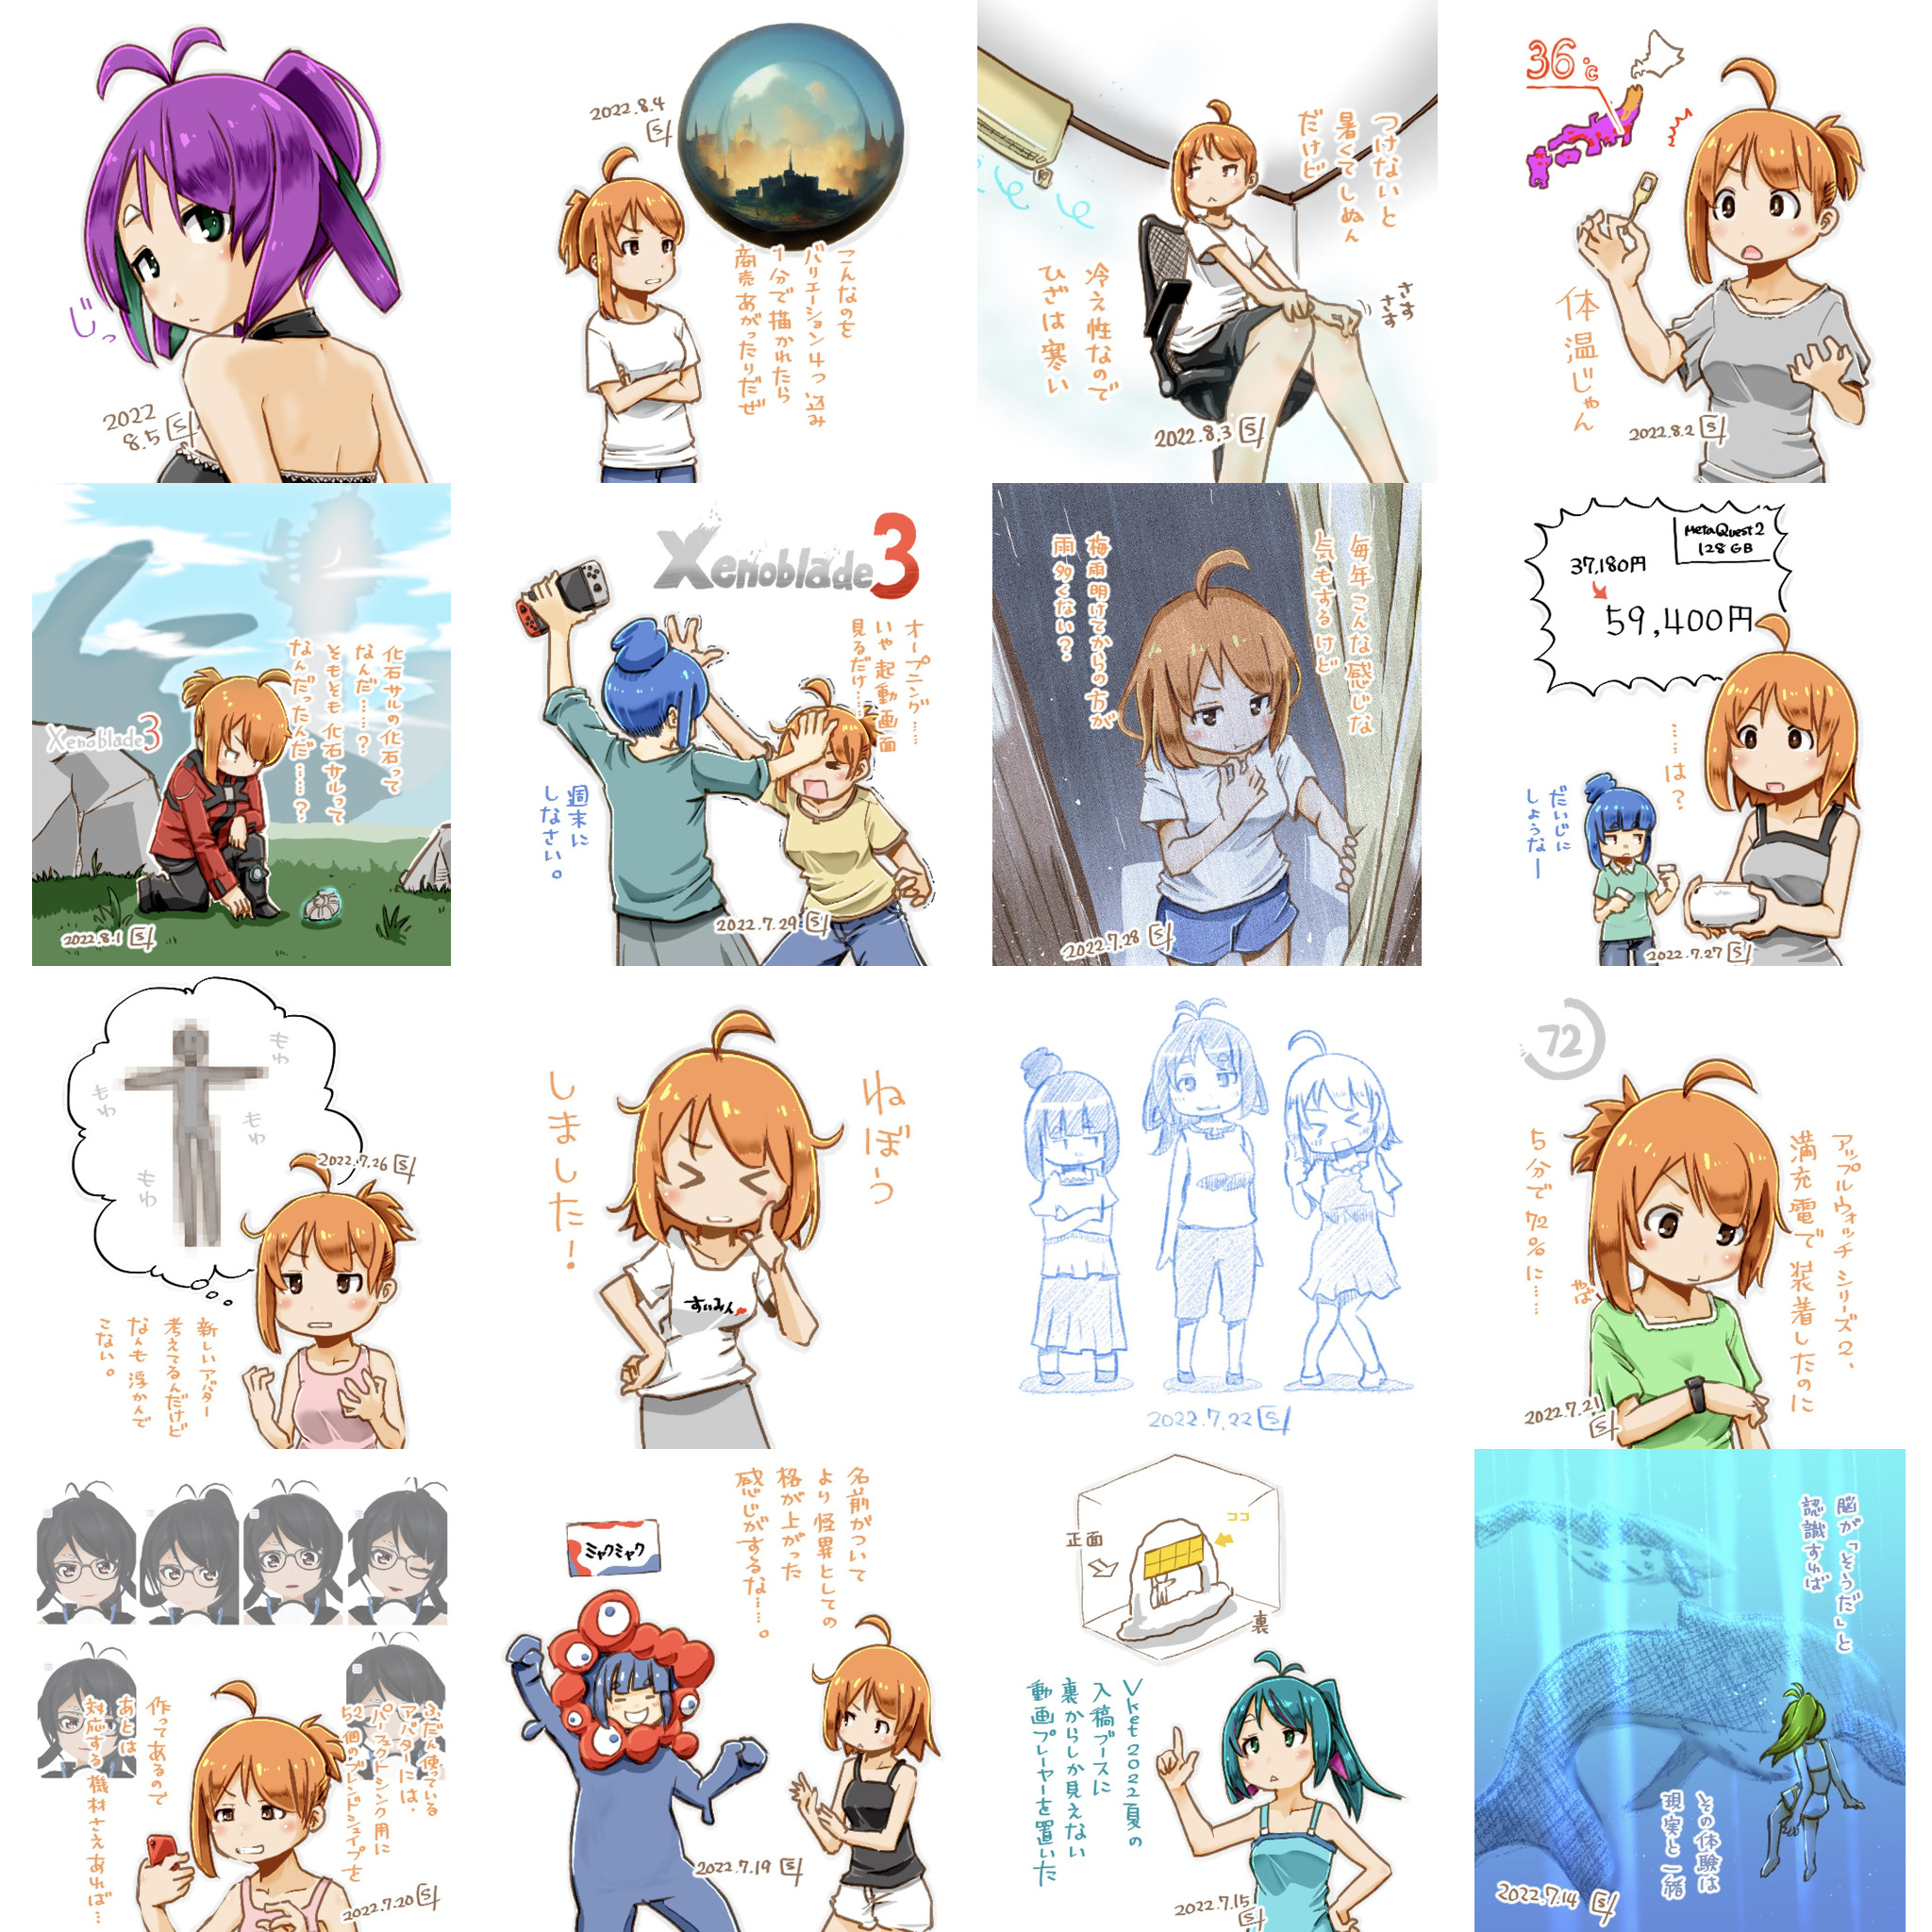 じっ
2022
8.5 S
2022.8.4
S
こんなのを
バリエーション4つ込み
1分で描かれたら
商売あがったりだぜ
つけないと
暑くてしぬん
だけど
さす
さす
冷え性なので
ひざは寒い
2022.8.3 S
36℃
体温じゃん
2022.8.2 S
化石サルの化石って
なんだ……?
そもそも化石サルって
なんだったんだ……?
Xenoblade3
2022.8.1 S
Xenoblade3
オープニング……
いや起動画面
見るだけ……
週末に
しなさい。
2022.7.29 S
毎年こんな感じな
気もするけど
梅雨明けてからの方が
雨多くない?
2022.7.28 S
MetaQuest2
128GB
37,180円
59,400円
……は?
だいじに
しようなー
2022.7.27 S
もわ
もわ
もわ
もわ
2022.7.26 S
新しいアバター
考えてるんだけど
なんも浮かんで
こない。
ねぼう
しました!
すいみん
2022.7.22 S
72
アップルウォッチシリーズ2、
満充電で装着したのに
5分で72%に……
やば
2022.7.21
S
ふだん使っている
アバターには、
パーフェクトシンク用に
52個のブレンドシェイプを
作ってあるので
あとは
対応する機材さえあれば…
2022.7.20 S
名前がついて
より怪異としての
格が上がった
感じがするな……。
ミャクミャク
2022.7.19 S
正面
ココ
裏
Vket2022夏の
入稿ブースに
裏からしか見えない
動画プレーヤーを置いた
2022.7.15
S
脳が「そうだ」と
認識すれば
その体験は
現実と一緒
2022.7.14 S